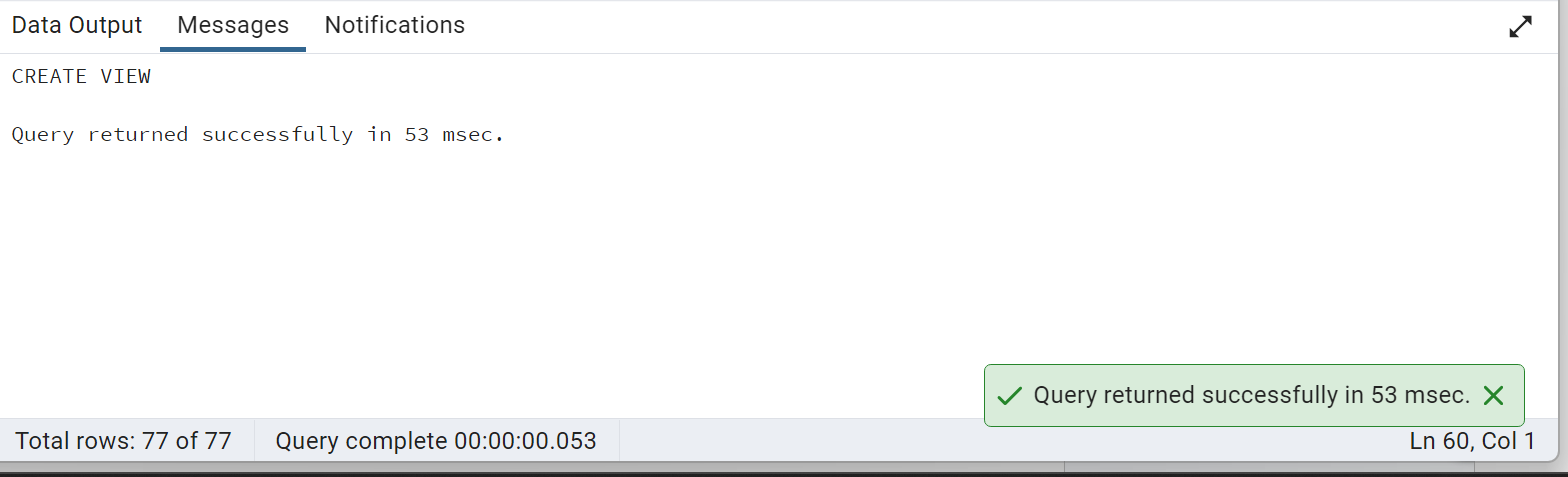 Data Output Messages Notifications
CREATE VIEW
Query returned successfully in 53 msec.
Query returned successfully in 53 msec.
Total rows: 77 of 77 Query complete 00:00:00.053 Ln 60, Col 1